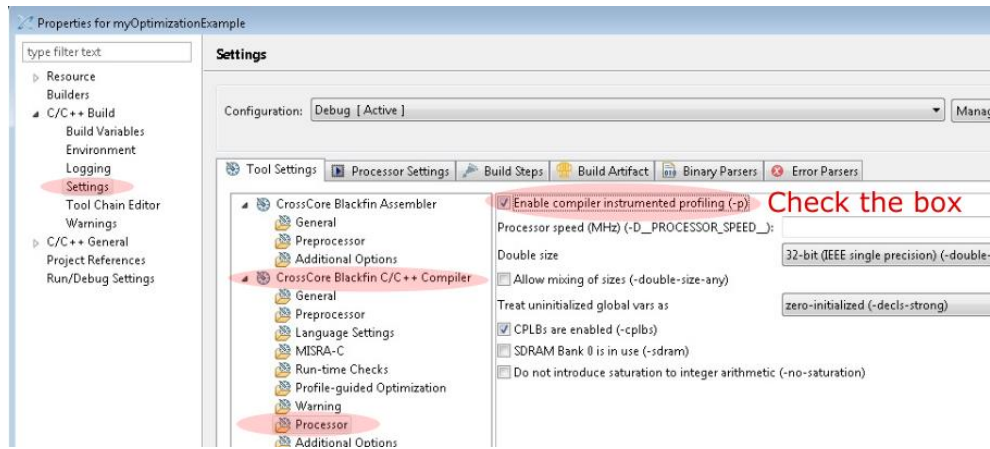 Properties for myOptimizationExample
type filter text
Settings
Resource
Builders
C/C++ Build
Build Variables
Environment
Logging
Settings
Tool Chain Editor
Warnings
C/C++ General
Project References
Run/Debug Settings
Configuration: Debug [ Active ] Manag
Tool Settings Processor Settings Build Steps Build Artifact Binary Parsers Error Parsers
CrossCore Blackfin Assembler
General
Preprocessor
Additional Options
CrossCore Blackfin C/C++ Compiler
General
Preprocessor
Language Settings
MISRA-C
Run-time Checks
Profile-guided Optimization
Warning
Processor
Additional Options
Enable compiler instrumented profiling (-p) Check the box
Processor speed (MHz) (-D__PROCESSOR_SPEED__):
Double size 32-bit (IEEE single precision) (-double-
Allow mixing of sizes (-double-size-any)
Treat uninitialized global vars as zero-initialized (-decls-strong)
CPLBs are enabled (-cplbs)
SDRAM Bank 0 is in use (-sdram)
Do not introduce saturation to integer arithmetic (-no-saturation)